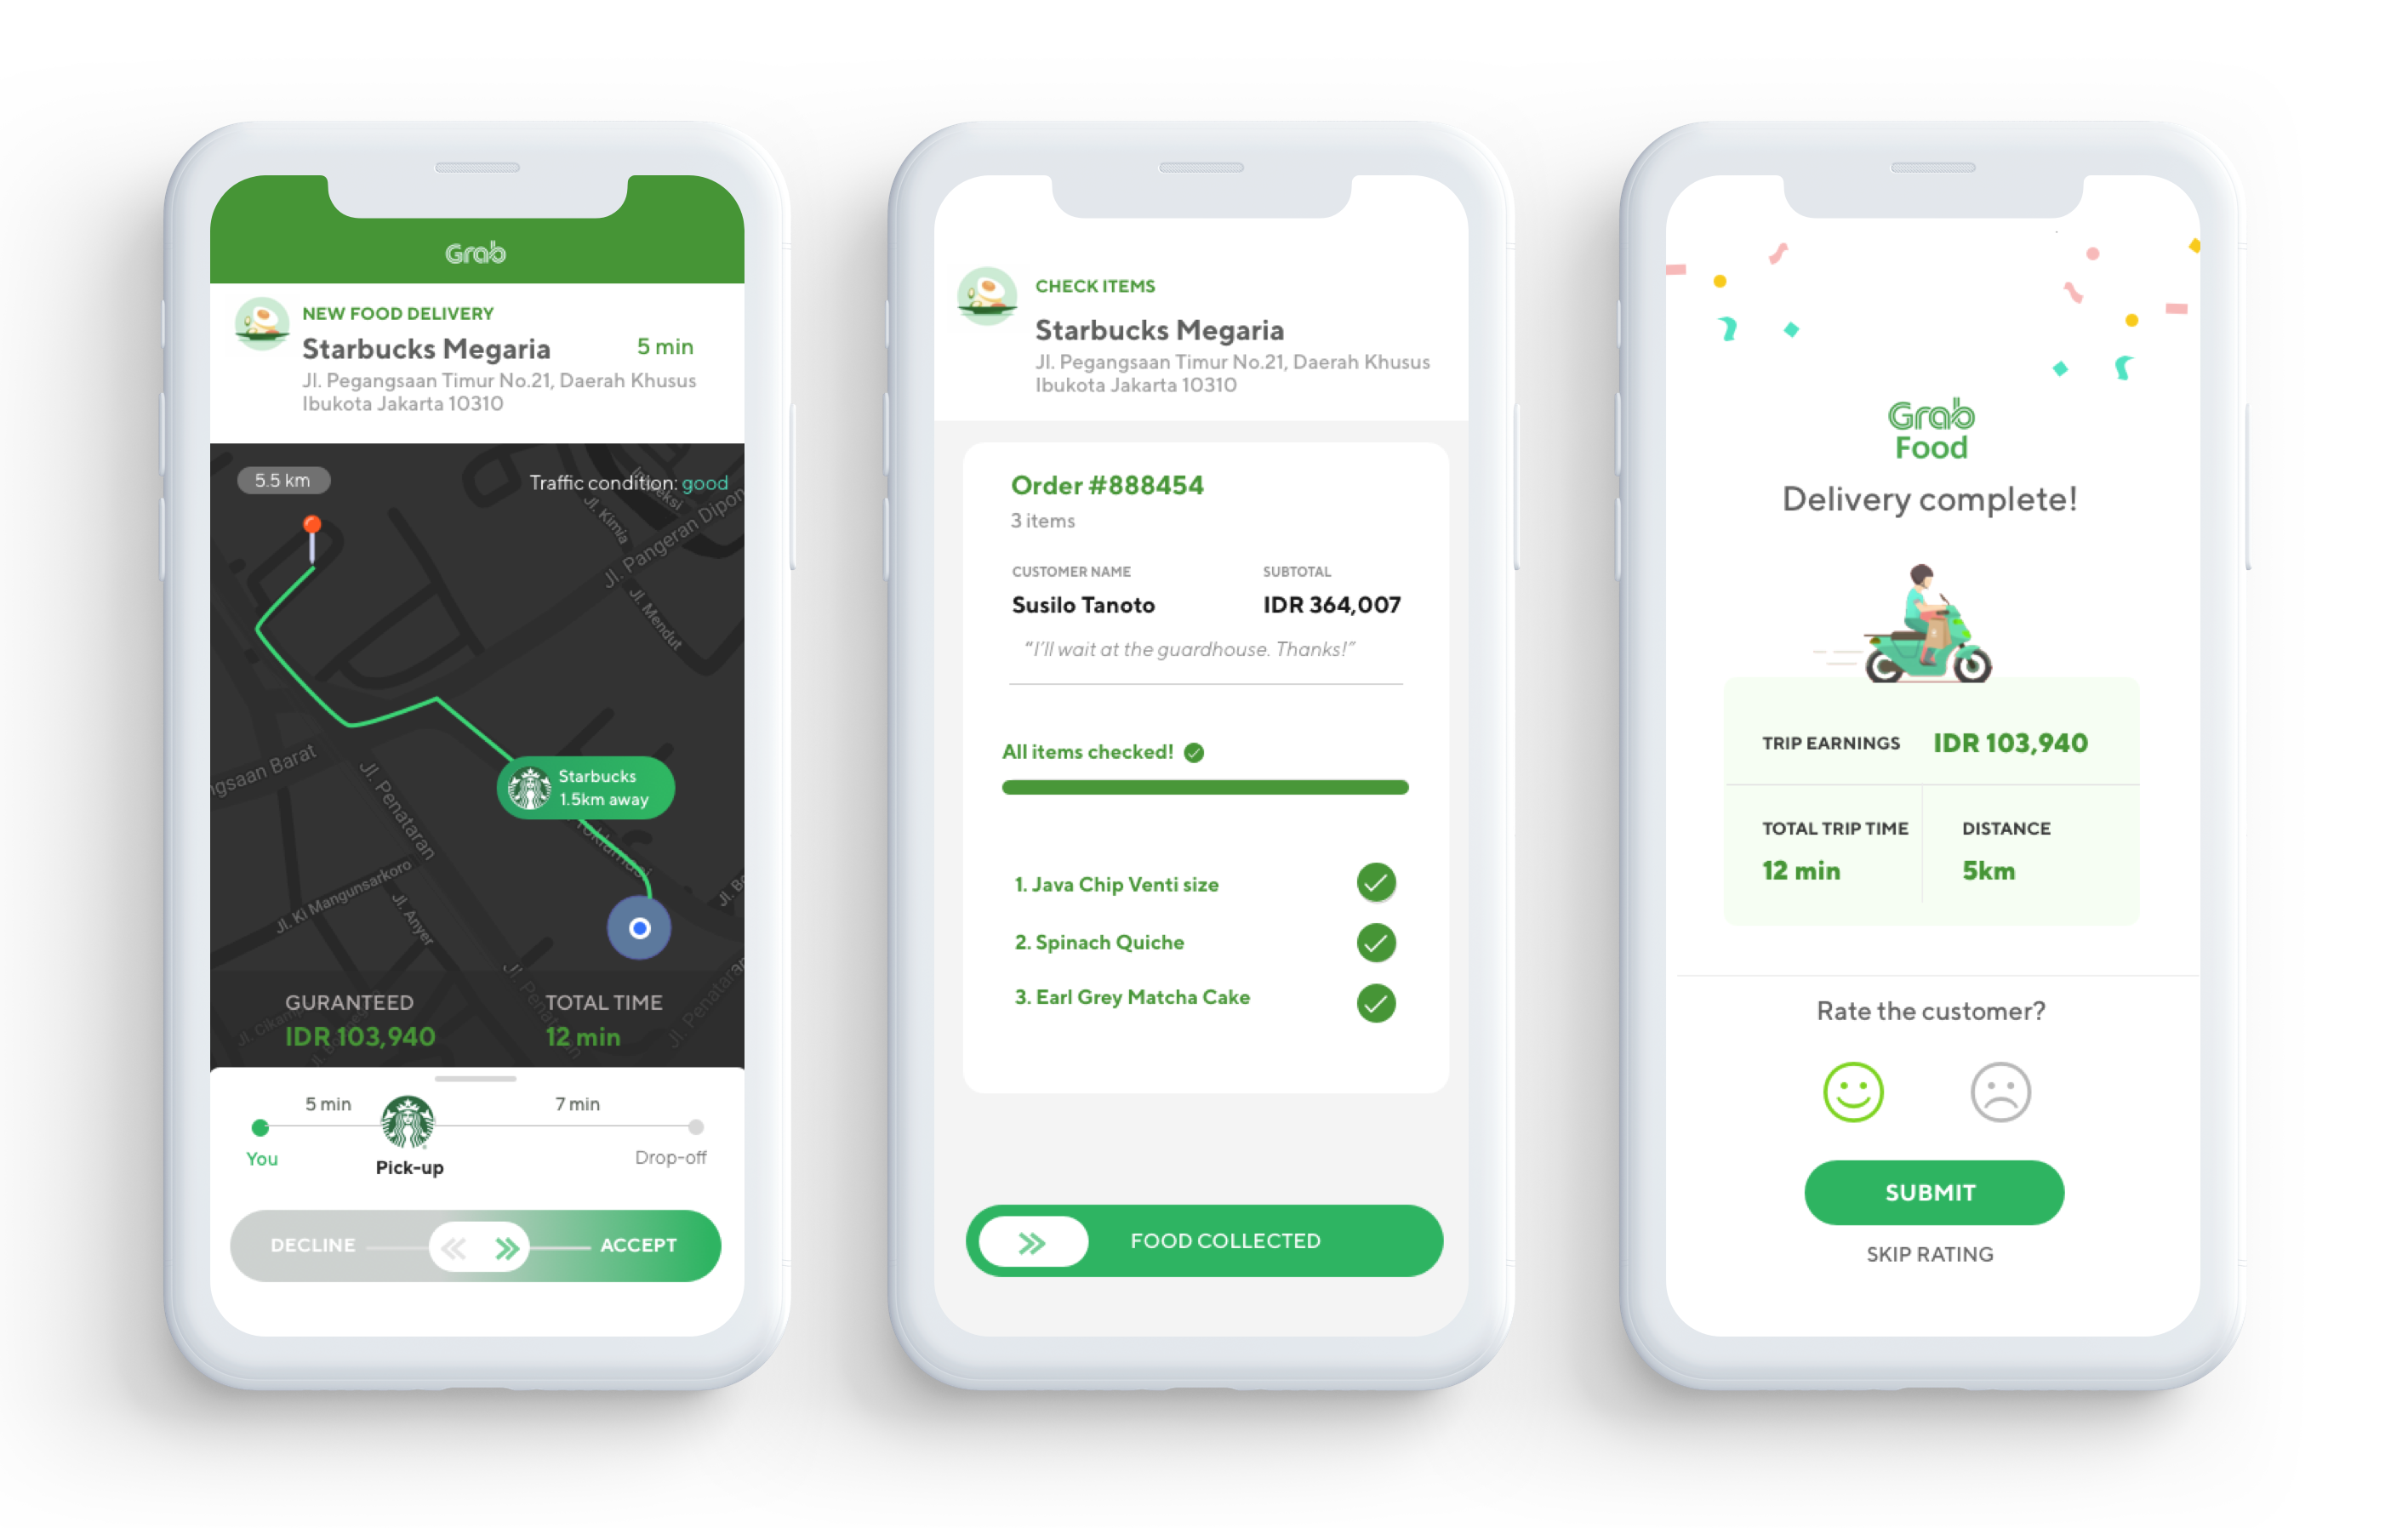 Grab
NEW FOOD DELIVERY
Starbucks Megaria
5 min
Jl. Pegangsaan Timur No.21, Daerah Khusus
Ibukota Jakarta 10310
5.5 km
Traffic condition: good
Jl. Kimia
Jl. Pangeran Dipon
Jl. Mendut
Starbucks
1.5km away
ngsaan Barat
Jl. Penataran
Jl. Ki Mangunsarkoro
Jl. Anyer
Jl. Penataran
GURANTEED
TOTAL TIME
IDR 103,940
12 min
5 min
7 min
You
Pick-up
Drop-off
DECLINE
ACCEPT
CHECK ITEMS
Starbucks Megaria
Jl. Pegangsaan Timur No.21, Daerah Khusus
Ibukota Jakarta 10310
Order #888454
3 items
CUSTOMER NAME
SUBTOTAL
Susilo Tanoto
IDR 364,007
“I’ll wait at the guardhouse. Thanks!”
All items checked!
1. Java Chip Venti size
2. Spinach Quiche
3. Earl Grey Matcha Cake
FOOD COLLECTED
Grab
Food
Delivery complete!
TRIP EARNINGS
IDR 103,940
TOTAL TRIP TIME
DISTANCE
12 min
5km
Rate the customer?
SUBMIT
SKIP RATING